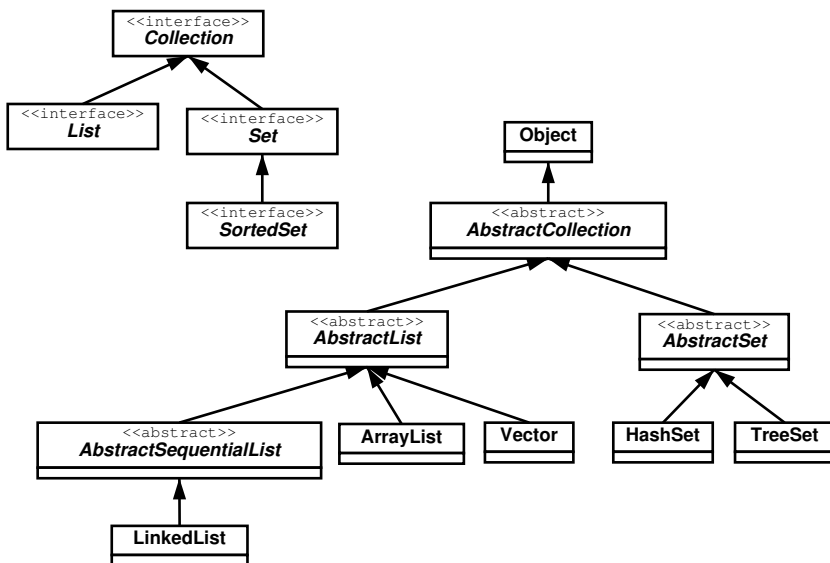 <<interface>>
Collection
<<interface>>
List
<<interface>>
Set
<<interface>>
SortedSet
Object
<<abstract>>
AbstractCollection
<<abstract>>
AbstractList
<<abstract>>
AbstractSet
<<abstract>>
AbstractSequentialList
ArrayList
Vector
HashSet
TreeSet
LinkedList